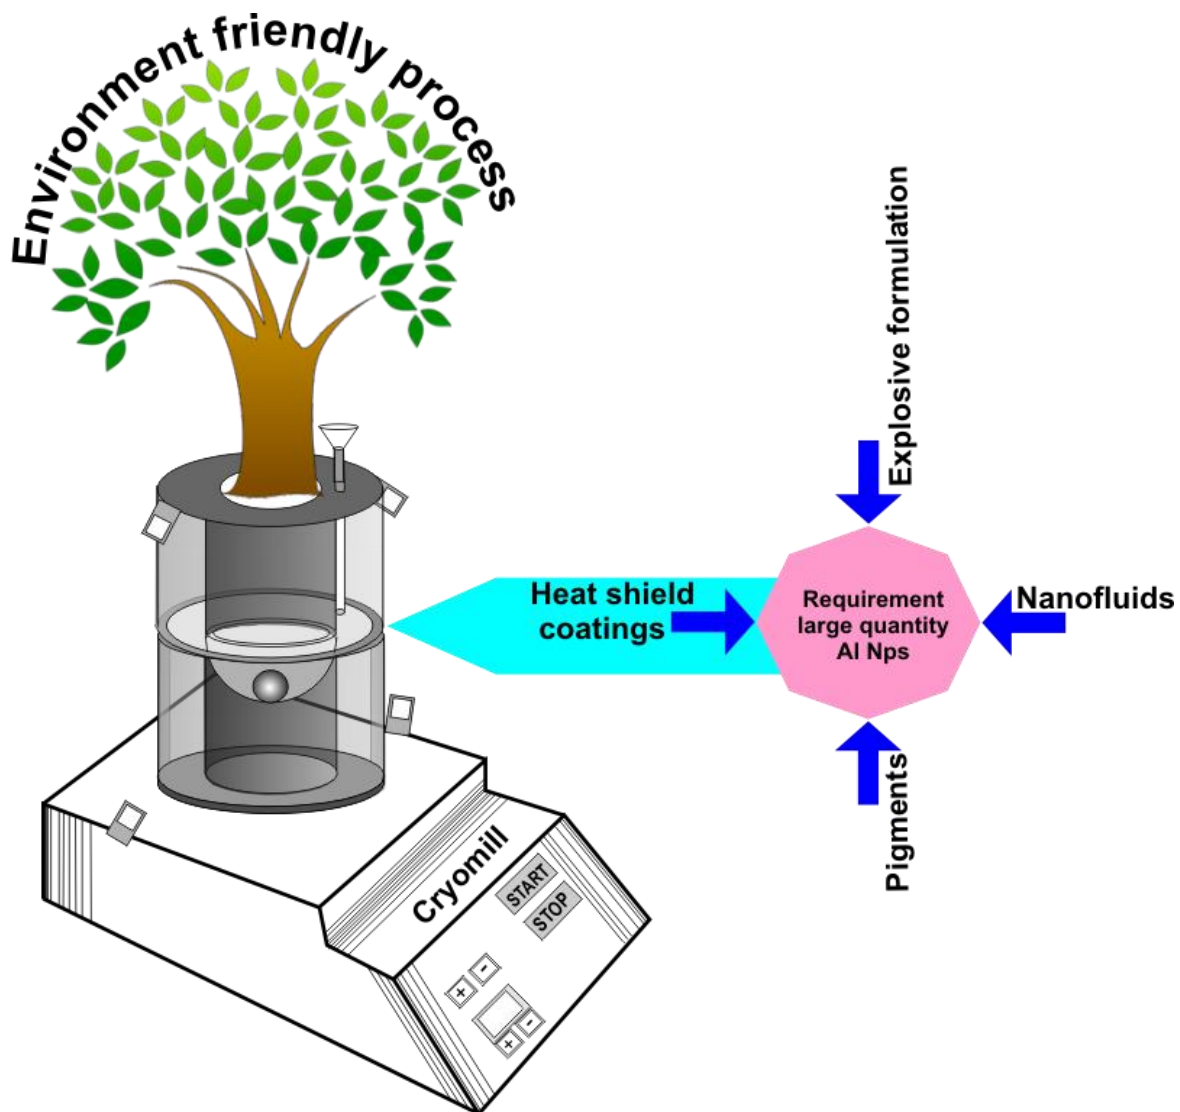 Environment friendly process
Explosive formulation
Heat shield
coatings
Requirement
large quantity
Al Nps
Nanofluids
Pigments
Cryomill
START
STOP
+ -
+ -